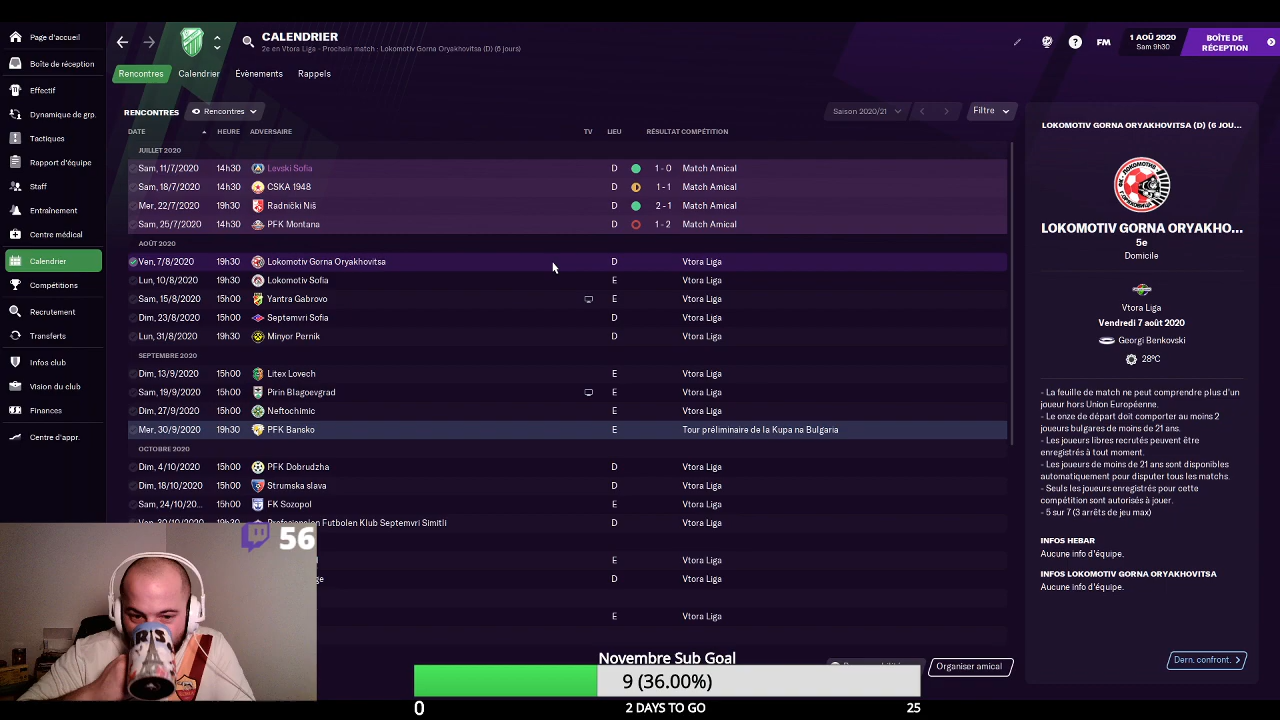 Page d'accueil
Boîte de réception
Effectif
Dynamique de grp.
Tactiques
Rapport d'équipe
Staff
Entraînement
Centre médical
Calendrier
Compétitions
Recrutement
Transferts
Infos club
Vision du club
Finances
Centre d'appr.
CALENDRIER
2e en Vtora Liga - Prochain match : Lokomotiv Gorna Oryakhovitsa (D) (6 jours)
FM
1 AOÛ 2020
Sam 9h30
BOÎTE DE RÉCEPTION
Rencontres Calendrier Évènements Rappels
RENCONTRES Rencontres Saison 2020/21 Filtre
DATE HEURE ADVERSAIRE TV LIEU RÉSULTAT COMPÉTITION
JUILLET 2020
Sam, 11/7/2020 14h30 Levski Sofia D 1 - 0 Match Amical
Sam, 18/7/2020 14h30 CSKA 1948 D 1 - 1 Match Amical
Mer, 22/7/2020 19h30 Radnički Niš D 2 - 1 Match Amical
Sam, 25/7/2020 14h30 PFK Montana D 1 - 2 Match Amical
AOÛT 2020
Ven, 7/8/2020 19h30 Lokomotiv Gorna Oryakhovitsa D Vtora Liga
Lun, 10/8/2020 19h30 Lokomotiv Sofia E Vtora Liga
Sam, 15/8/2020 15h00 Yantra Gabrovo E Vtora Liga
Dim, 23/8/2020 15h00 Septemvri Sofia D Vtora Liga
Lun, 31/8/2020 19h30 Minyor Pernik D Vtora Liga
SEPTEMBRE 2020
Dim, 13/9/2020 15h00 Litex Lovech E Vtora Liga
Sam, 19/9/2020 15h00 Pirin Blagoevgrad E Vtora Liga
Dim, 27/9/2020 15h00 Neftochimic E Vtora Liga
Mer, 30/9/2020 19h30 PFK Bansko E Tour préliminaire de la Kupa na Bulgaria
OCTOBRE 2020
Dim, 4/10/2020 15h00 PFK Dobrudzha D Vtora Liga
Dim, 18/10/2020 15h00 Strumska slava D Vtora Liga
Sam, 24/10/20... 15h00 FK Sozopol E Vtora Liga
Ven, 30/10/2020 19h30 Profesionalen Futbolen Klub Septemvri Simitli D Vtora Liga
E Vtora Liga
D Vtora Liga
E Vtora Liga
Organiser amical
LOKOMOTIV GORNA ORYAKHOVITSA (D) (6 JOU...
LOKOMOTIV GORNA ORYAKHO...
5e
Domicile
Vtora Liga
Vendredi 7 août 2020
Georgi Benkovski
28°C
- La feuille de match ne peut comprendre plus d'un
joueur hors Union Européenne.
- Le onze de départ doit comporter au moins 2
joueurs bulgares de moins de 21 ans.
- Les joueurs libres recrutés peuvent être
enregistrés à tout moment.
- Les joueurs de moins de 21 ans sont disponibles
automatiquement pour disputer tous les matchs.
- Seuls les joueurs enregistrés pour cette
compétition sont autorisés à jouer.
- 5 sur 7 (3 arrêts de jeu max)
INFOS HEBAR
Aucune info d'équipe.
INFOS LOKOMOTIV GORNA ORYAKHOVITSA
Aucune info d'équipe.
Dern. confront.
56
Novembre Sub Goal
9 (36.00%)
0 2 DAYS TO GO 25